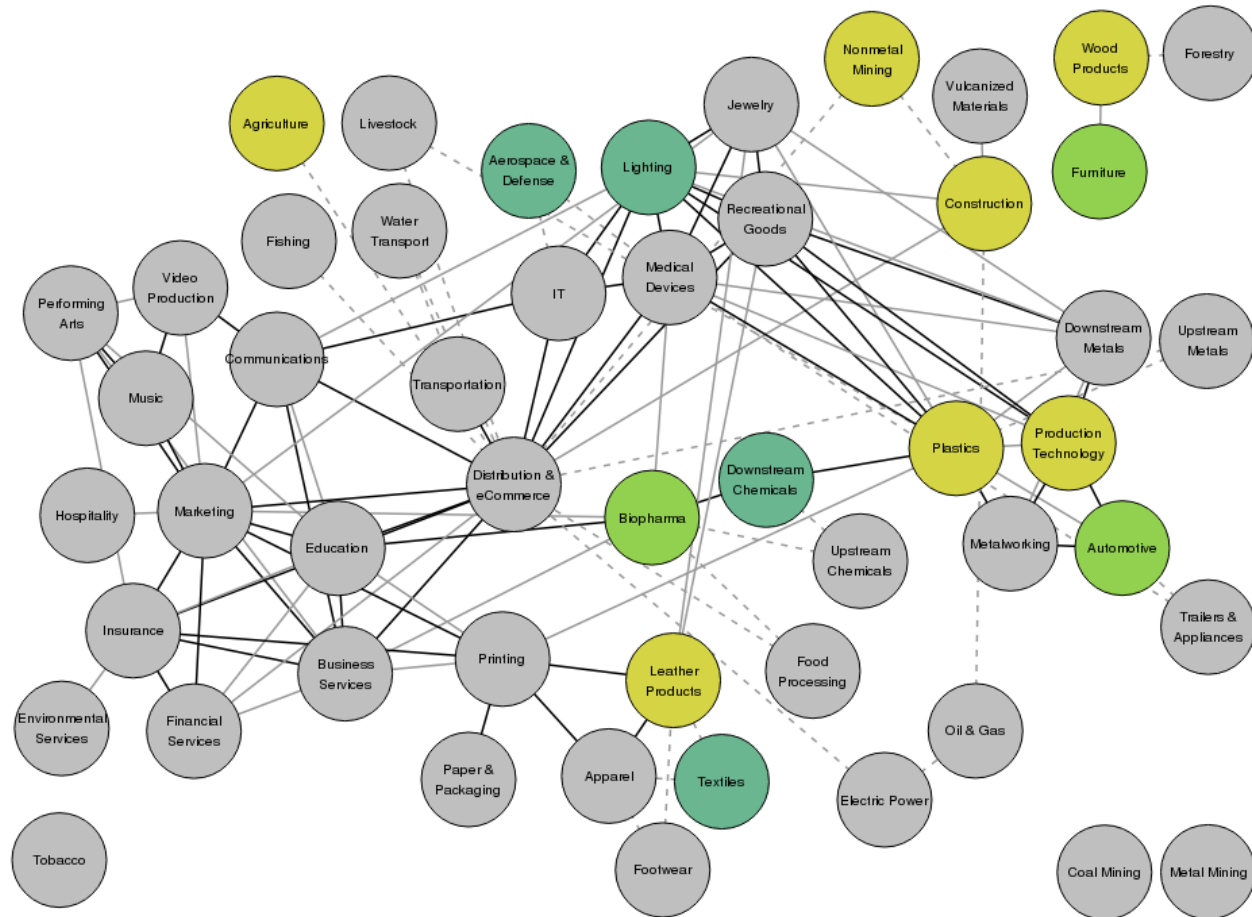 Nonmetal
Mining
Wood
Products
Forestry
Vulcanized
Materials
Jewelry
Agriculture
Livestock
Aerospace &
Defense
Lighting
Furniture
Construction
Recreational
Goods
Water
Transport
Fishing
Medical
Devices
IT
Video
Production
Performing
Arts
Communications
Downstream
Metals
Upstream
Metals
Transportation
Music
Plastics
Production
Technology
Distribution &
eCommerce
Downstream
Chemicals
Hospitality
Marketing
Biopharma
Education
Metalworking
Automotive
Upstream
Chemicals
Trailers &
Appliances
Insurance
Printing
Business
Services
Leather
Products
Food
Processing
Environmental
Services
Financial
Services
Oil & Gas
Paper &
Packaging
Apparel
Textiles
Electric Power
Tobacco
Footwear
Coal Mining
Metal Mining